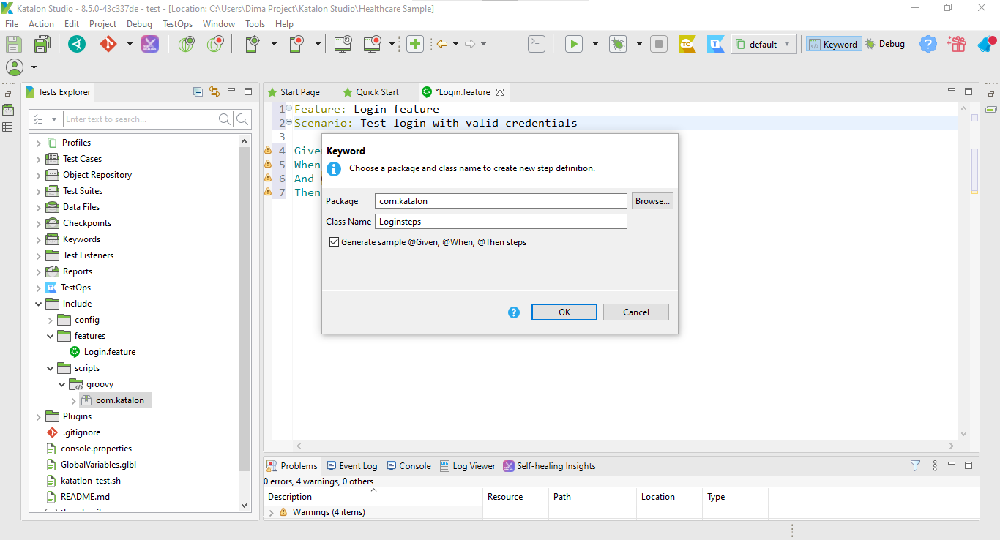 Katalon Studio - 8.5.0-43c337de - test - [Location: C:\Users\Dima Project\Katalon Studio\Healthcare Sample]
File Action Edit Project Debug TestOps Window Tools Help
default
Keyword
Debug
Tests Explorer
Enter text to search...
Profiles
Test Cases
Object Repository
Test Suites
Data Files
Checkpoints
Keywords
Test Listeners
Reports
TestOps
Include
config
features
Login.feature
scripts
groovy
com.katalon
Plugins
.gitignore
console.properties
GlobalVariables.glbl
katatlon-test.sh
README.md
Start Page Quick Start *Login.feature
1 Feature: Login feature
2 Scenario: Test login with valid credentials
3
4 Give
5 When
6 And
7 Then
Keyword
Choose a package and class name to create new step definition.
Package com.katalon Browse...
Class Name Loginsteps
Generate sample @Given, @When, @Then steps
OK Cancel
Problems Event Log Console Log Viewer Self-healing Insights
0 errors, 4 warnings, 0 others
Description Resource Path Location Type
Warnings (4 items)